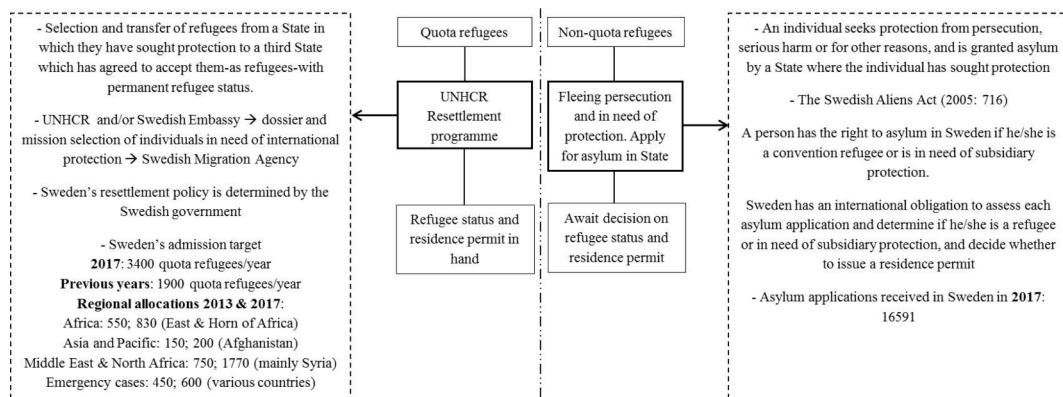 - Selection and transfer of refugees from a State in
which they have sought protection to a third State
which has agreed to accept them-as refugees-with
permanent refugee status.
- UNHCR and/or Swedish Embassy → dossier and
mission selection of individuals in need of international
protection → Swedish Migration Agency
- Sweden's resettlement policy is determined by the
Swedish government
- Sweden's admission target
2017: 3400 quota refugees/year
Previous years: 1900 quota refugees/year
Regional allocations 2013 & 2017:
Africa: 550; 830 (East & Horn of Africa)
Asia and Pacific: 150; 200 (Afghanistan)
Middle East & North Africa: 750; 1770 (mainly Syria)
Emergency cases: 450; 600 (various countries)
Quota refugees
UNHCR
Resettlement
programme
Refugee status and
residence permit in
hand
Non-quota refugees
Fleeing persecution
and in need of
protection. Apply
for asylum in State
Await decision on
refugee status and
residence permit
- An individual seeks protection from persecution,
serious harm or for other reasons, and is granted asylum
by a State where the individual has sought protection
- The Swedish Aliens Act (2005: 716)
A person has the right to asylum in Sweden if he/she is
a convention refugee or is in need of subsidiary
protection.
Sweden has an international obligation to assess each
asylum application and determine if he/she is a refugee
or in need of subsidiary protection, and decide whether
to issue a residence permit
- Asylum applications received in Sweden in 2017:
16591